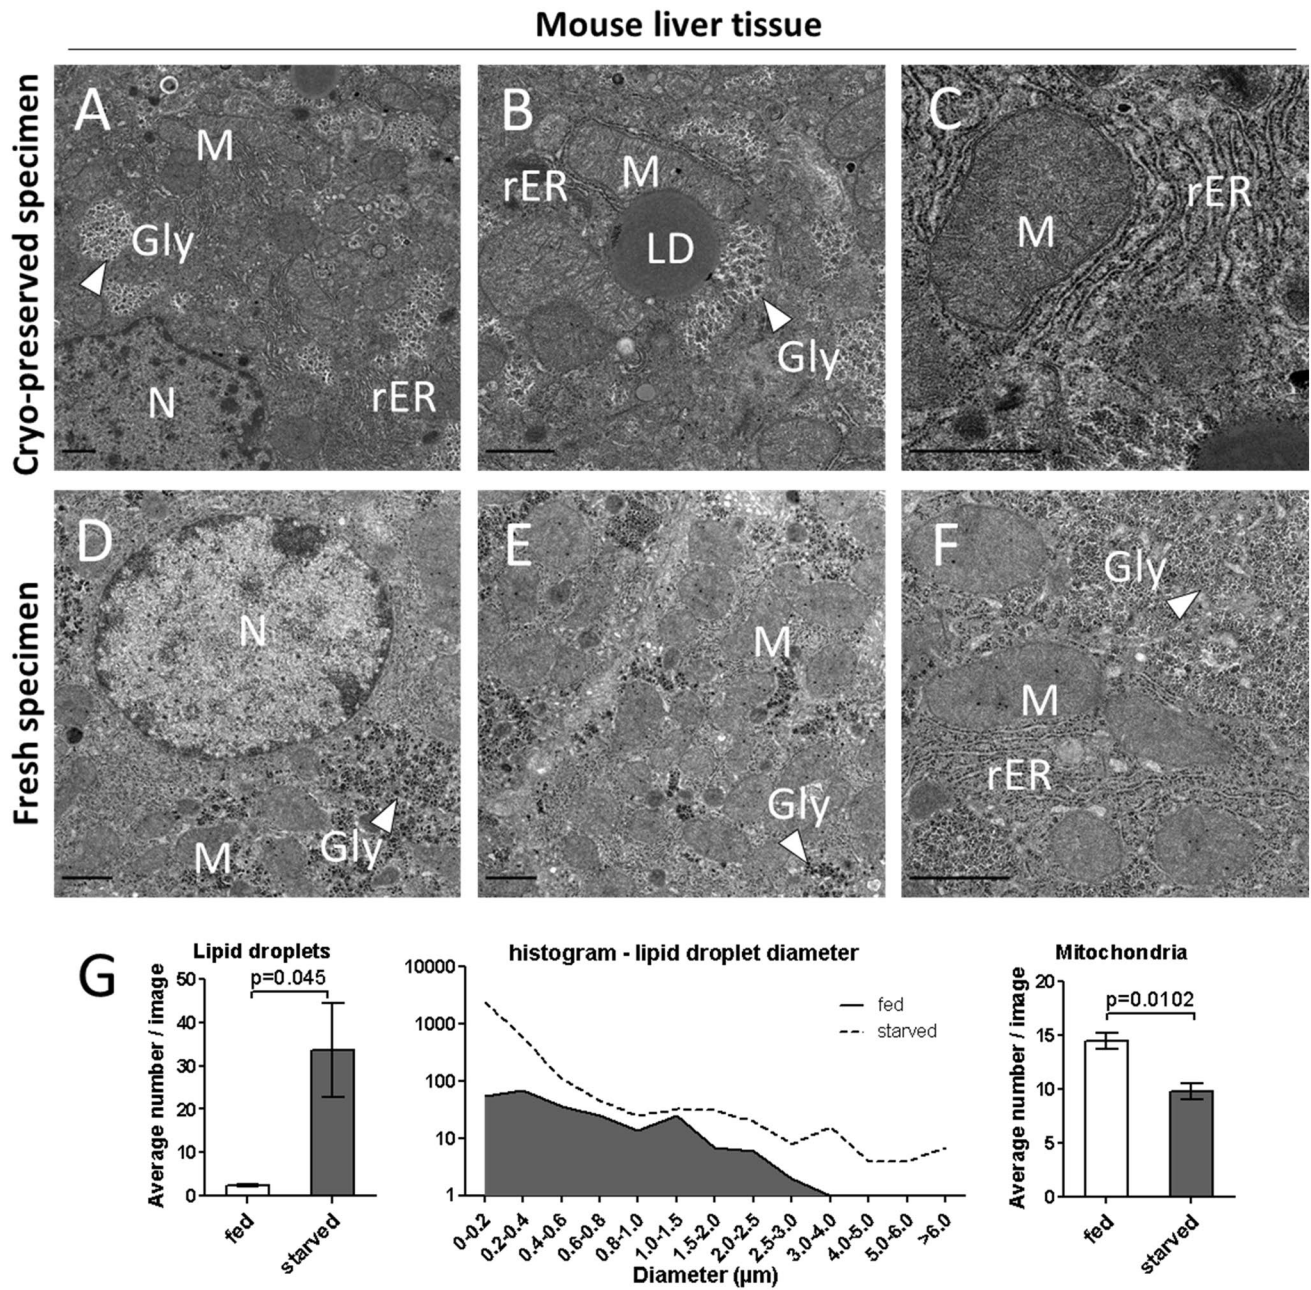 Mouse liver tissue
Cryo-preserved specimen
A
M
Gly
N
rER
B
M
rER
LD
Gly
C
M
rER
Fresh specimen
D
N
Gly
M
E
M
Gly
F
Gly
M
rER
G
Lipid droplets
p=0.045
Average number / image
50
40
30
20
10
0
fed
starved
histogram - lipid droplet diameter
10000
1000
100
10
1
fed
starved
0-0.2
0.2-0.4
0.4-0.6
0.6-0.8
0.8-1.0
1.0-1.5
1.5-2.0
2.0-2.5
2.5-3.0
3.0-4.0
4.0-5.0
5.0-6.0
>6.0
Diameter (µm)
Mitochondria
p=0.0102
Average number / image
20
15
10
5
0
fed
starved